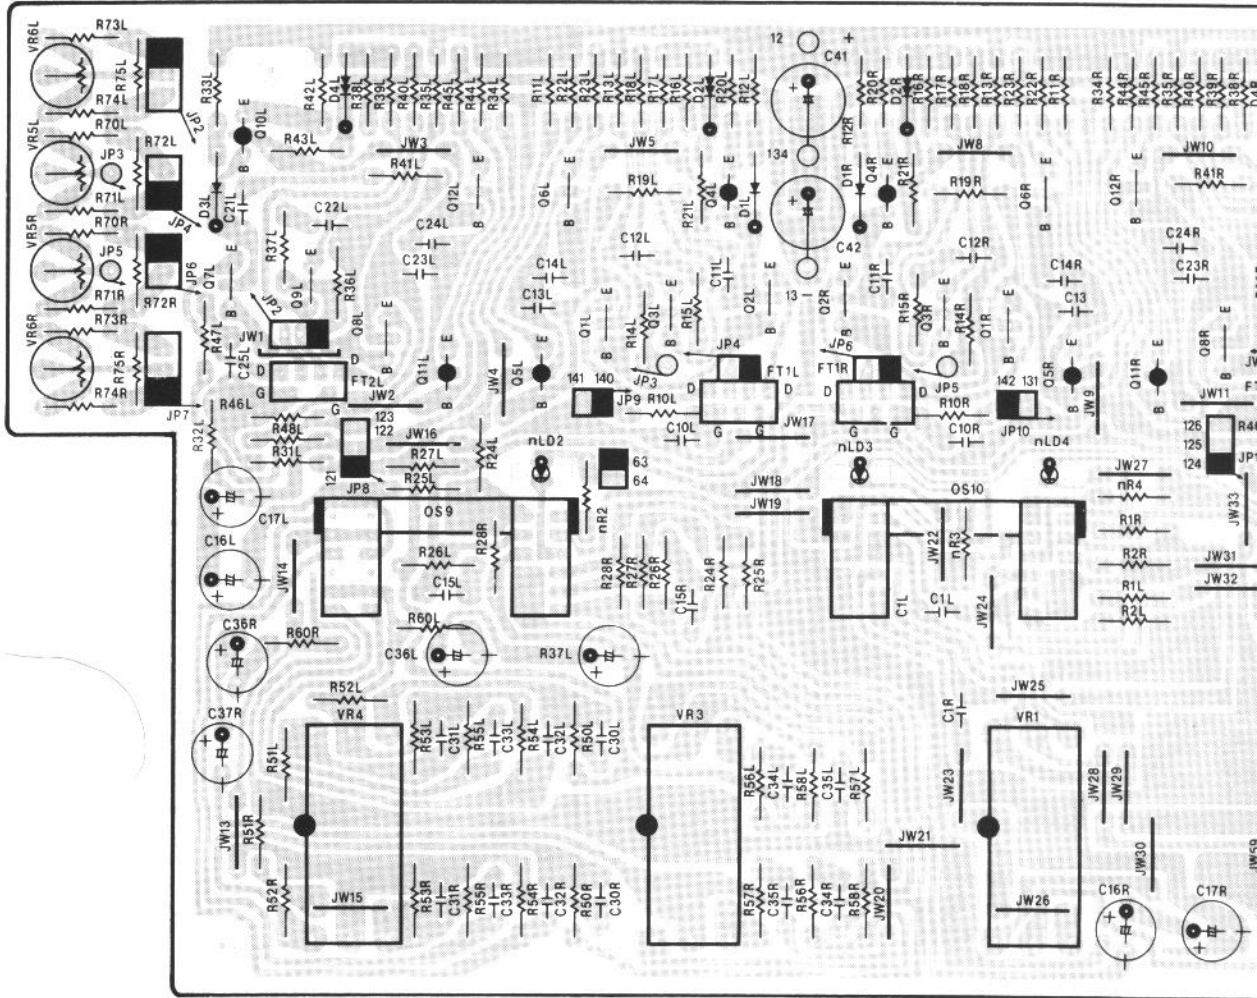 VR6L R73L R75L R74L
VR5L R70L JP3 R72L R71L
VR5R R70R JP5 R72R R71R
VR6R R73R R75R R74R
JP2 JP4 JP6 JP7
R33L Q10L E B R42L D4L R38L R39L R40L R35L R45L R44L R34L
R11L R22L R23L R13L R18L R17L R16L D2L R20L R12L
12 + C41
R12R R20R D2R R16R R17R R18R R13R R23R R22R R11R
R34R R44R R45R R35R R40R R39R R38R
R43L JW3 R41L JW5 134 JW8 JW10
D3L C21L C22L Q12L E B Q6L E B R19L R21L Q4L E B D1L
D1R Q4R E B R21R R19R Q6R E B Q12R E B R41R
C24L C23L R37L C12L C42 C12R C24R
Q7L E B JP2 Q9L E B R36L C14L C13L C11L 13 - C11R C14R C13 C23R
R47L C25L JW1 Q8L E B Q11L E B JW4 Q5L E B Q1L E B R14L Q3L E B R15L Q2L E B
Q2R E B R15R Q3R E B R14R Q1R E B Q5R E B JW9 Q11R E B Q8R E B
JP4 JP6 JP3 JP5
D D G G FT2L JW2
141 140 JP9 R10L D D G G FT1L JW17
FT1R D D G G R10R 142 131 JP10 JW11
R46L R32L R48L R31L 123 122 121 JP8 JW16 R27L R25L R24L
nLD2 63 64 nR2 C10L nLD3 C10R nLD4
JW27 nR4 126 125 124
C17L C16L OS9 R28R JW18 JW19 OS10 JW22 nR3 R1R JW33
JW14 R26L C15L R28R R27R R26R R24R R25R C15R
R2R R1L R2L JW31 JW32
C36R R60R R60L C36L R37L C1L C1L JW24
C37R R52L VR4 VR3 C1R JW25 VR1
R51L R53L C31L R55L C33L R54L C32L R50L C30L
R56L C34L R58L C35L R57L JW23 JW28 JW29
JW13 R51R JW21 JW30 JW59
R52R JW15 R53R C31R R55R C33R R54R C32R R50R C30R
R57R C35R R56R C34R R58R JW20 JW26 C16R C17R